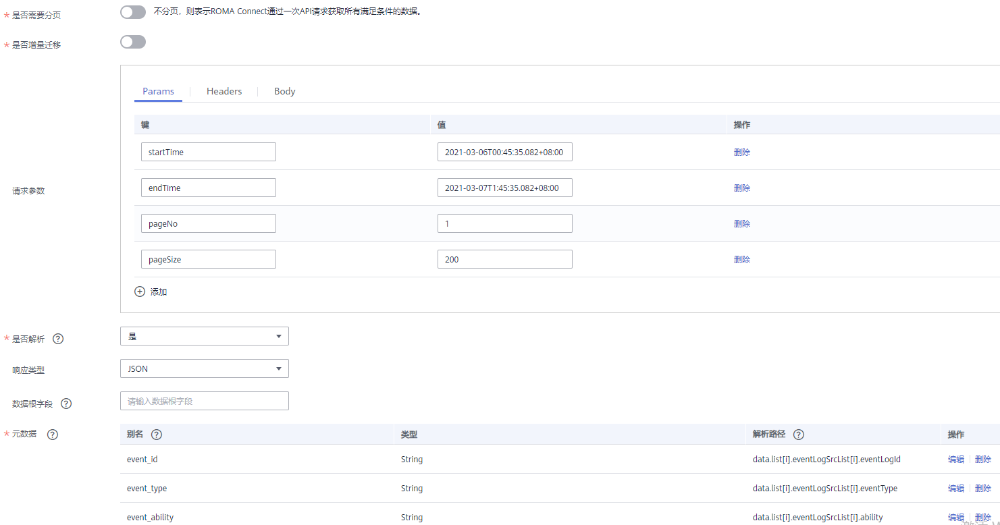 * 是否需要分页 不分页，则表示ROMA Connect通过一次API请求获取所有满足条件的数据。
* 是否增量迁移
Params Headers Body
键 值 操作
startTime 2021-03-06T00:45:35.082+08:00 删除
endTime 2021-03-07T1:45:35.082+08:00 删除
请求参数
pageNo 1 删除
pageSize 200 删除
添加
* 是否解析 ? 是
响应类型 JSON
数据根字段 ? 请输入数据根字段
* 元数据 ? 别名 ? 类型 解析路径 ? 操作
event_id String data.list[i].eventLogSrcList[i].eventLogId 编辑 删除
event_type String data.list[i].eventLogSrcList[i].eventType 编辑 删除
event_ability String data.list[i].eventLogSrcList[i].ability 编辑 删除